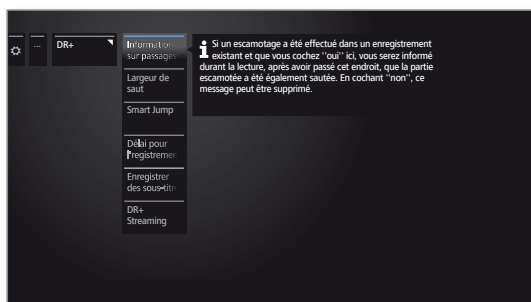 ... DR+
Information
sur passages
Largeur de
saut
Smart Jump
Délai pour
l'registremen
Enregistrer
des sous-titre
DR+
Streaming
Si un escamotage a été effectué dans un enregistrement
existant et que vous cochez "oui" ici, vous serez informé
durant la lecture, après avoir passé cet endroit, que la partie
escamotée a été également sautée. En cochant "non", ce
message peut être supprimé.